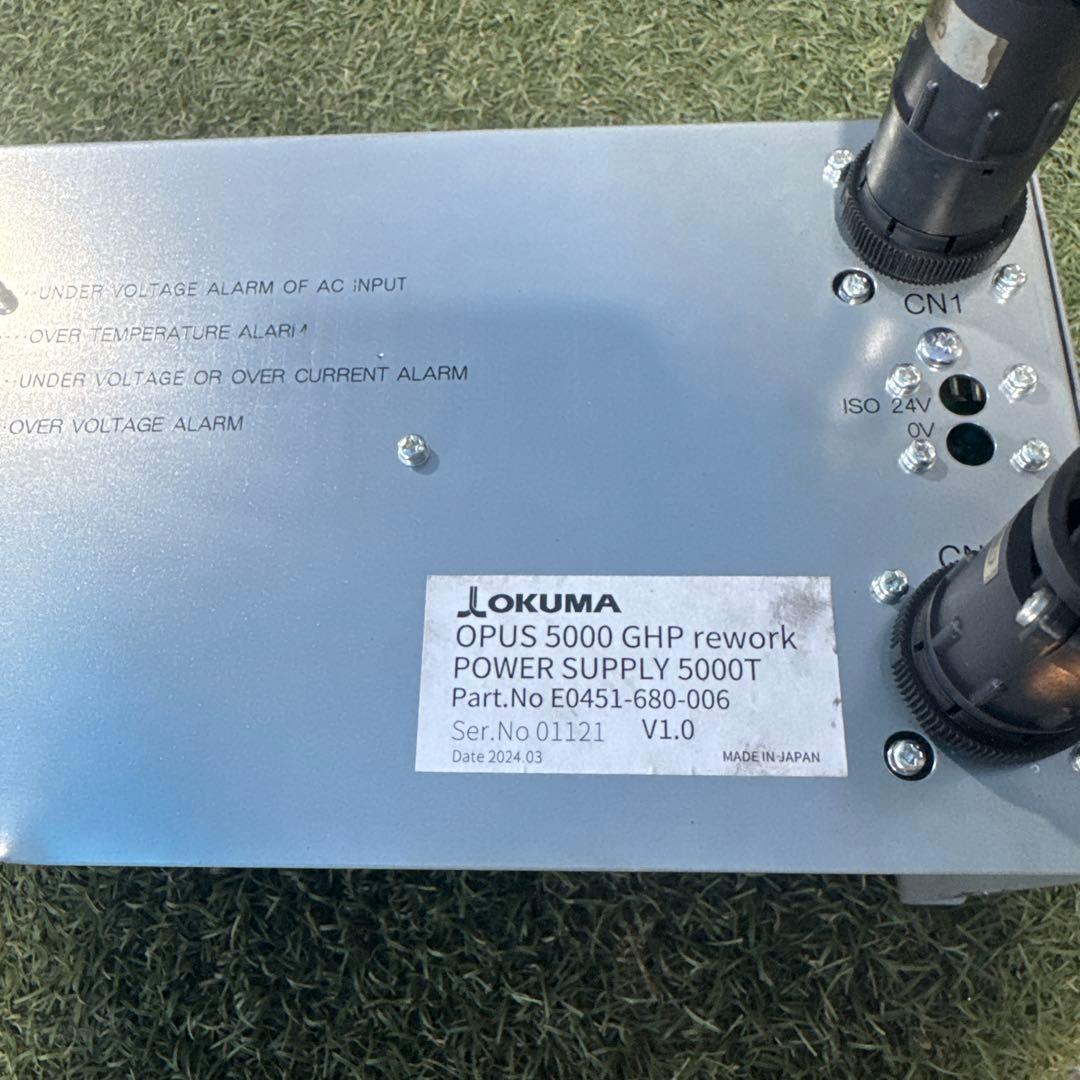 UNDER VOLTAGE ALARM OF AC INPUT
OVER TEMPERATURE ALARM
UNDER VOLTAGE OR OVER CURRENT ALARM
OVER VOLTAGE ALARM
CN1
ISO 24V
0V
OKUMA
OPUS 5000 GHP rework
POWER SUPPLY 5000T
Part.No E0451-680-006
Ser.No 01121 V1.0
Date 2024.03 MADE IN JAPAN